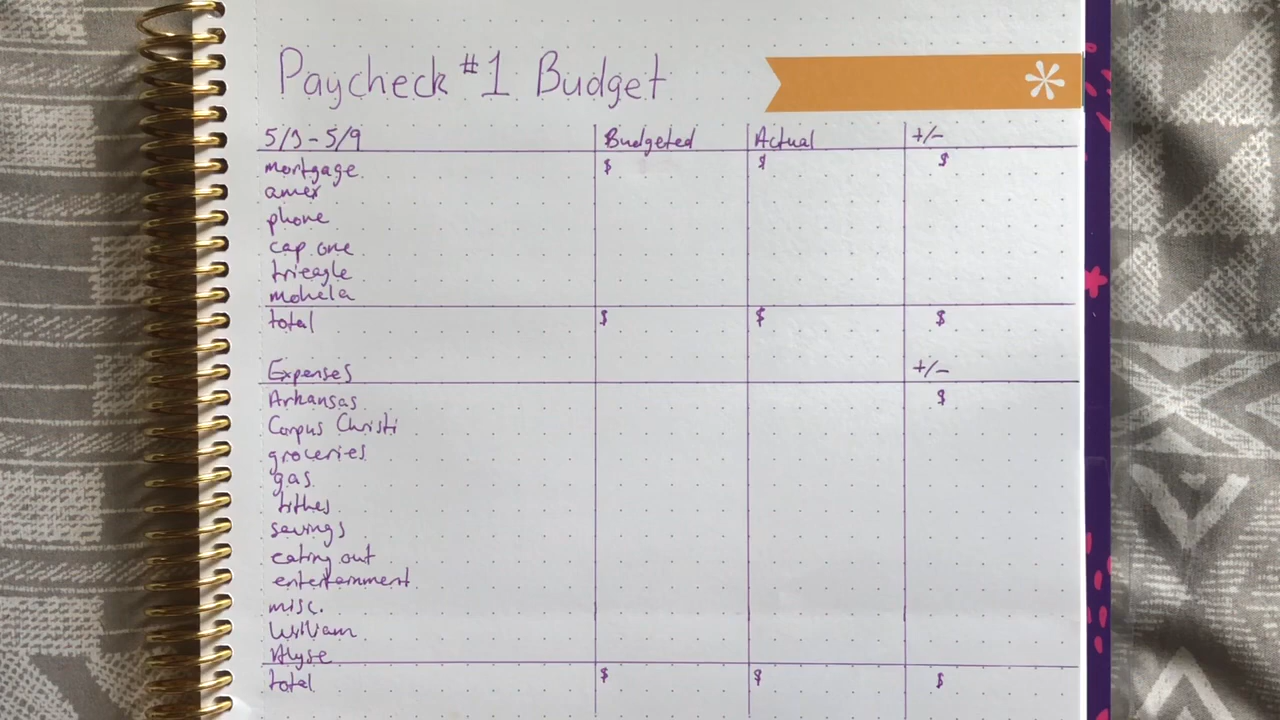 Paycheck #1 Budget
5/3-5/9 Budgeted Actual +/-
mortgage $ $ $
amex
phone
cap one
trieagle
mohela
total $ $ $
Expenses +/-
Arkansas $
Corpus Christi
groceries
gas
tithes
savings
eating out
entertainment
misc.
William
Alyse
total $ $ $